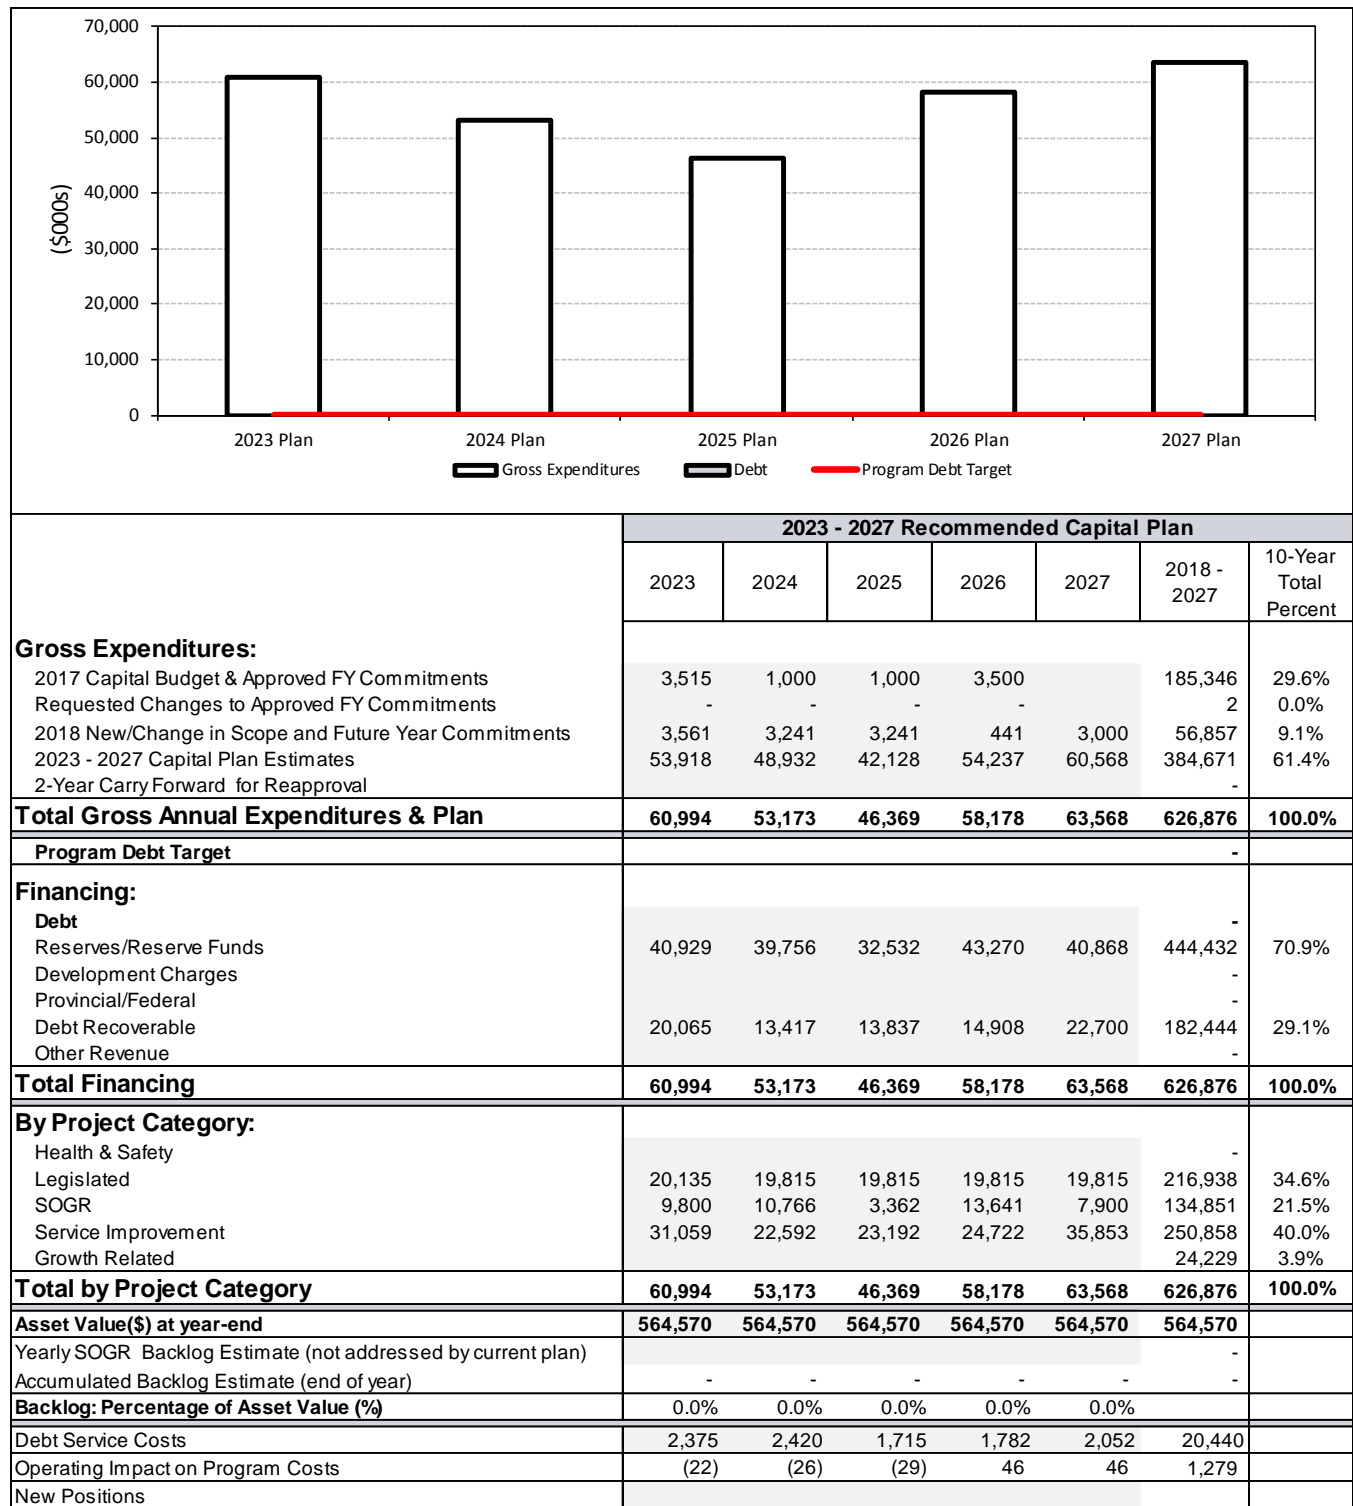 70,000
60,000
50,000
40,000
30,000
20,000
10,000
0
($000s)
2023 Plan 2024 Plan 2025 Plan 2026 Plan 2027 Plan
Gross Expenditures Debt Program Debt Target
2023 - 2027 Recommended Capital Plan
2023 2024 2025 2026 2027 2018 - 2027 10-Year Total Percent
Gross Expenditures:
2017 Capital Budget & Approved FY Commitments 3,515 1,000 1,000 3,500 185,346 29.6%
Requested Changes to Approved FY Commitments - - - - 2 0.0%
2018 New/Change in Scope and Future Year Commitments 3,561 3,241 3,241 441 3,000 56,857 9.1%
2023 - 2027 Capital Plan Estimates 53,918 48,932 42,128 54,237 60,568 384,671 61.4%
2-Year Carry Forward for Reapproval -
Total Gross Annual Expenditures & Plan 60,994 53,173 46,369 58,178 63,568 626,876 100.0%
Program Debt Target -
Financing:
Debt -
Reserves/Reserve Funds 40,929 39,756 32,532 43,270 40,868 444,432 70.9%
Development Charges -
Provincial/Federal -
Debt Recoverable 20,065 13,417 13,837 14,908 22,700 182,444 29.1%
Other Revenue -
Total Financing 60,994 53,173 46,369 58,178 63,568 626,876 100.0%
By Project Category:
Health & Safety -
Legislated 20,135 19,815 19,815 19,815 19,815 216,938 34.6%
SOGR 9,800 10,766 3,362 13,641 7,900 134,851 21.5%
Service Improvement 31,059 22,592 23,192 24,722 35,853 250,858 40.0%
Growth Related 24,229 3.9%
Total by Project Category 60,994 53,173 46,369 58,178 63,568 626,876 100.0%
Asset Value($) at year-end 564,570 564,570 564,570 564,570 564,570 564,570
Yearly SOGR Backlog Estimate (not addressed by current plan) -
Accumulated Backlog Estimate (end of year) - - - - - -
Backlog: Percentage of Asset Value (%) 0.0% 0.0% 0.0% 0.0% 0.0%
Debt Service Costs 2,375 2,420 1,715 1,782 2,052 20,440
Operating Impact on Program Costs (22) (26) (29) 46 46 1,279
New Positions